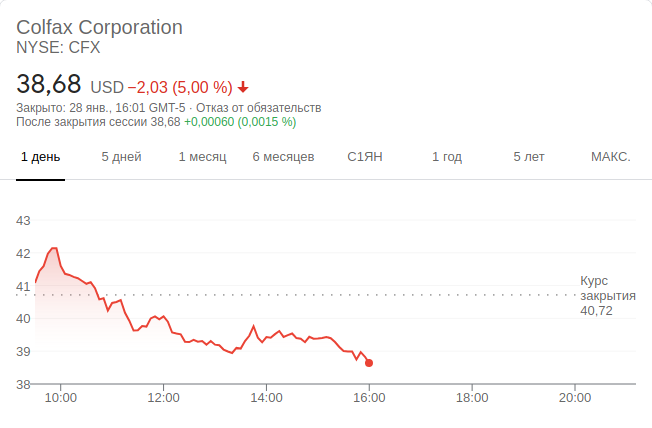 Colfax Corporation
NYSE: CFX
38,68 USD −2,03 (5,00 %)
Закрыто: 28 янв., 16:01 GMT-5 · Отказ от обязательств
После закрытия сессии 38,68 +0,00060 (0,0015 %)
1 день 5 дней 1 месяц 6 месяцев С1ЯН 1 год 5 лет МАКС.
43
42
41
40
39
38
Курс
закрытия
40,72
10:00 12:00 14:00 16:00 18:00 20:00